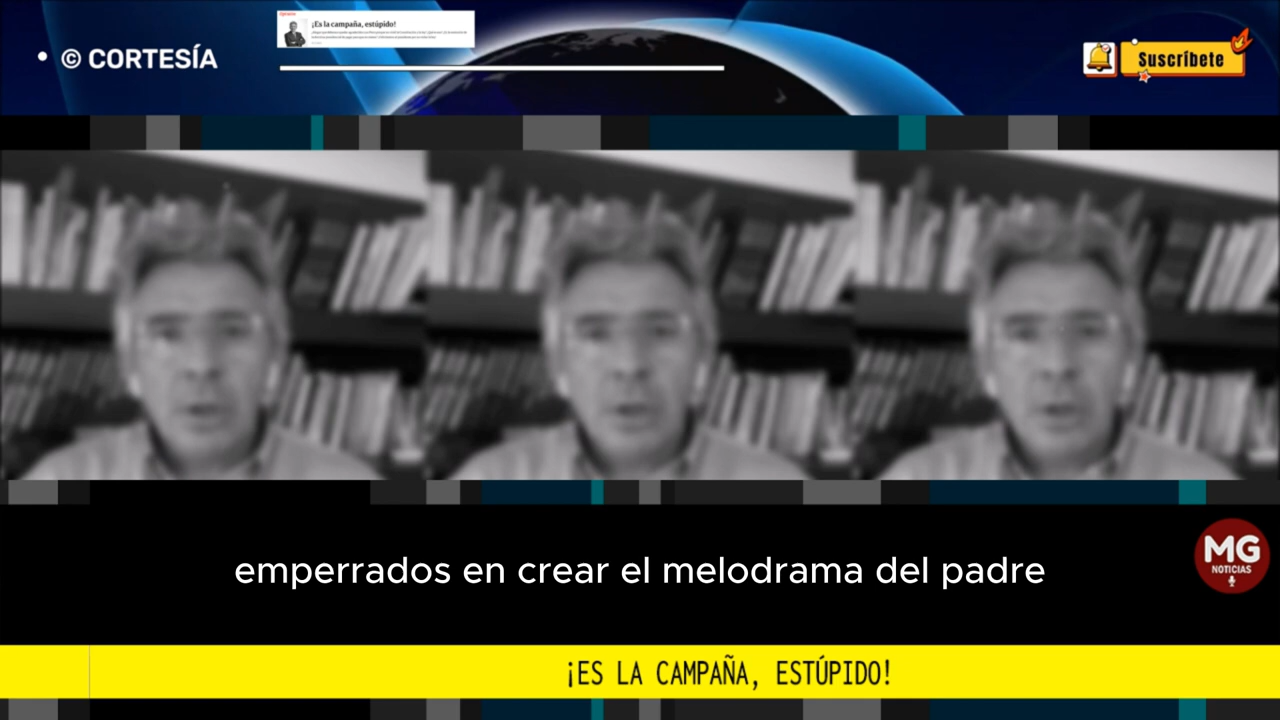 Opinión
¡Es la campaña, estúpido!
© CORTESÍA
Suscríbete
emperrados en crear el melodrama del padre
MG
NOTICIAS
¡ES LA CAMPAÑA, ESTÚPIDO!